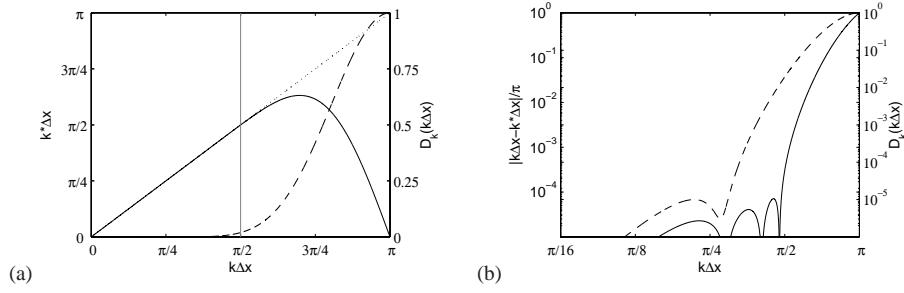 π
3π/4
π/2
π/4
0
k*Δx
0
π/4
π/2
3π/4
π
kΔx
1
0.75
0.5
0.25
0
D_k(kΔx)
(a)
10^0
10^-1
10^-2
10^-3
10^-4
|kΔx−k*Δx|/π
π/16
π/8
π/4
π/2
π
kΔx
10^0
10^-1
10^-2
10^-3
10^-4
10^-5
D_k(kΔx)
(b)